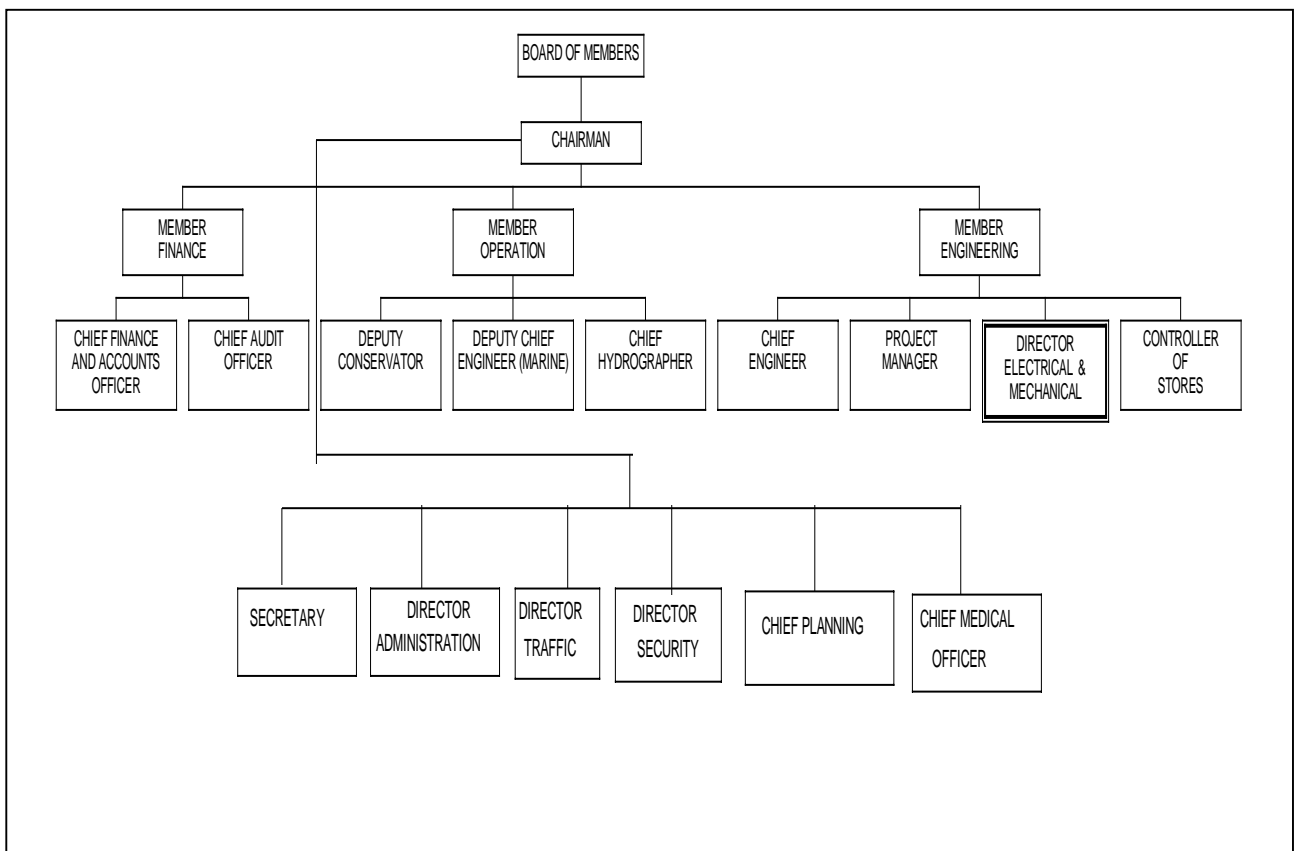 BOARD OF MEMBERS
CHAIRMAN
MEMBER
FINANCE
MEMBER
OPERATION
MEMBER
ENGINEERING
CHIEF FINANCE
AND ACCOUNTS
OFFICER
CHIEF AUDIT
OFFICER
DEPUTY
CONSERVATOR
DEPUTY CHIEF
ENGINEER (MARINE)
CHIEF
HYDROGRAPHER
CHIEF
ENGINEER
PROJECT
MANAGER
DIRECTOR
ELECTRICAL &
MECHANICAL
CONTROLLER
OF
STORES
SECRETARY
DIRECTOR
ADMINISTRATION
DIRECTOR
TRAFFIC
DIRECTOR
SECURITY
CHIEF PLANNING
CHIEF MEDICAL
OFFICER